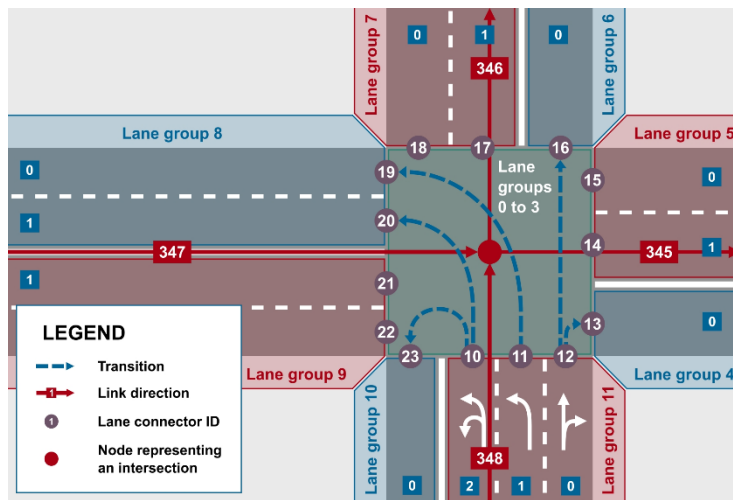 Lane group 7
0
1
0
Lane group 6
346
Lane group 8
Lane group 5
18
17
16
Lane
groups
0 to 3
0
19
15
0
1
20
14
347
345
1
1
21
22
13
0
23
10
11
12
Lane group 9
Lane group 4
Lane group 10
Lane group 11
348
0
2
1
0
LEGEND
Transition
1
Link direction
1
Lane connector ID
Node representing
an intersection